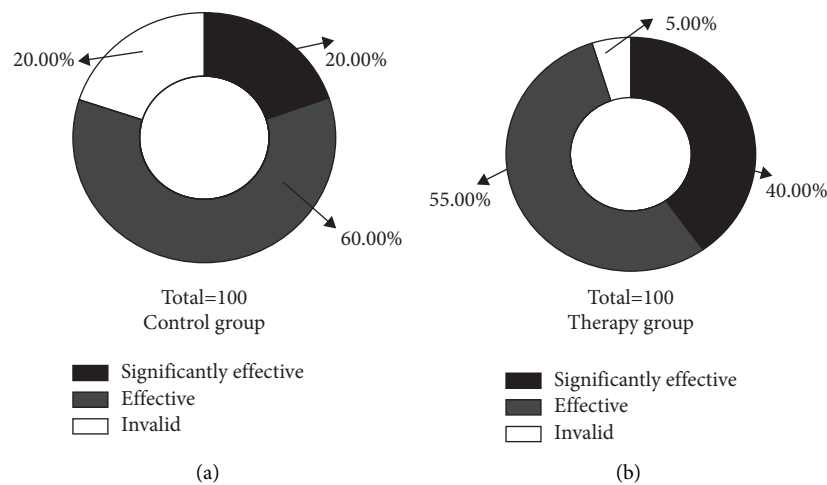 20.00%
20.00%
60.00%
Total=100
Control group
Significantly effective
Effective
Invalid
(a)
5.00%
40.00%
55.00%
Total=100
Therapy group
Significantly effective
Effective
Invalid
(b)